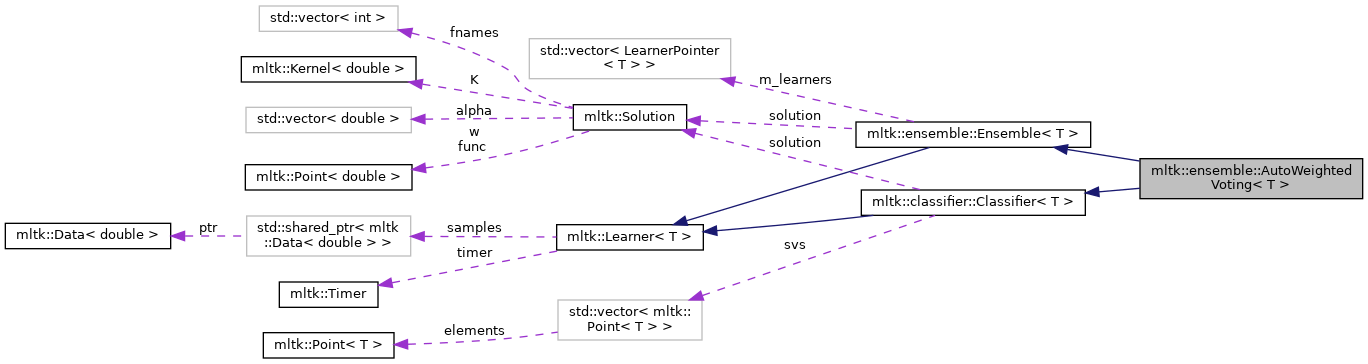 std::vector< int >
fnames
mltk::Kernel< double >
K
std::vector< double >
alpha
w
func
mltk::Point< double >
std::vector< LearnerPointer
< T > >
m_learners
mltk::Solution
solution
solution
mltk::ensemble::Ensemble< T >
mltk::ensemble::AutoWeighted
Voting< T >
mltk::classifier::Classifier< T >
mltk::Data< double >
ptr
std::shared_ptr< mltk
::Data< double > >
samples
mltk::Learner< T >
timer
mltk::Timer
svs
std::vector< mltk::
Point< T > >
elements
mltk::Point< T >